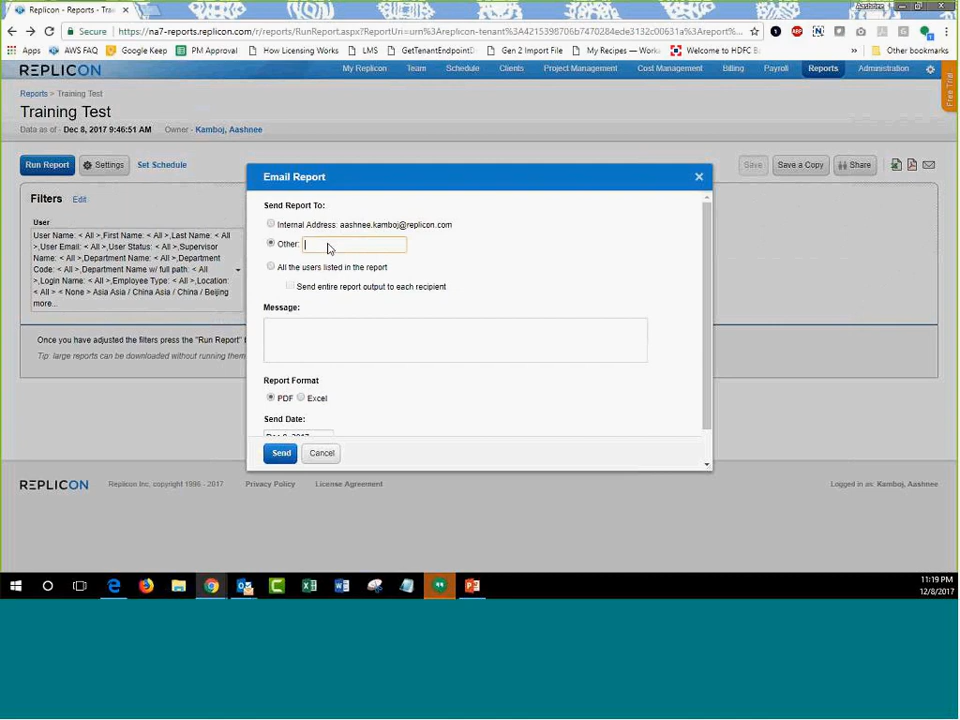 Replicon - Reports - Trai
Aashnee
Secure
https://na7-reports.replicon.com/r/reports/RunReport.aspx?ReportUri=urn%3Areplicon-tenant%3A4215398706b7470284ede3132c00631a%3Areport%
Apps
AWS FAQ
Google Keep
PM Approval
How Licensing Works
LMS
GetTenantEndpointD
Gen 2 Import File
My Recipes — Works
Welcome to HDFC B
»
Other bookmarks
REPLICON
My Replicon
Team
Schedule
Clients
Project Management
Cost Management
Billing
Payroll
Reports
Administration
Free Trial
Reports > Training Test
Training Test
Data as of - Dec 8, 2017 9:46:51 AM Owner - Kamboj, Aashnee
Run Report
Settings
Set Schedule
Save
Save a Copy
Share
Filters Edit
User
User Name: < All > ,First Name: < All > ,Last Name: < All
> ,User Email: < All > ,User Status: < All > ,Supervisor
Name: < All > ,Department Name: < All > ,Department
Code: < All > ,Department Name w/ full path: < All
> ,Login Name: < All > ,Employee Type: < All > ,Location:
< All > < None > Asia Asia / China Asia / China / Beijing
more...
Once you have adjusted the filters press the "Run Report"
Tip large reports can be downloaded without running them
Email Report
Send Report To:
Internal Address: aashnee.kamboj@replicon.com
Other:
All the users listed in the report
Send entire report output to each recipient
Message:
Report Format
PDF
Excel
Send Date:
Dec 8, 2017
Send
Cancel
REPLICON
Replicon Inc, copyright 1996 - 2017
Privacy Policy
License Agreement
Logged in as: Kamboj, Aashnee
11:19 PM
12/8/2017